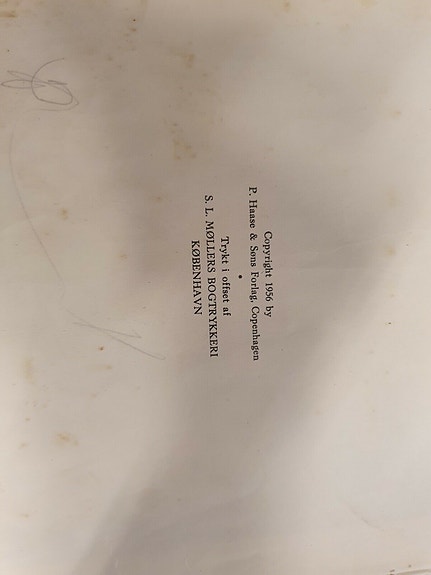 Copyright 1956 by
P. Haase & Søns Forlag, Copenhagen
•
Trykt i offset af
S. L. MØLLERS BOGTRYKKERI
KØBENHAVN